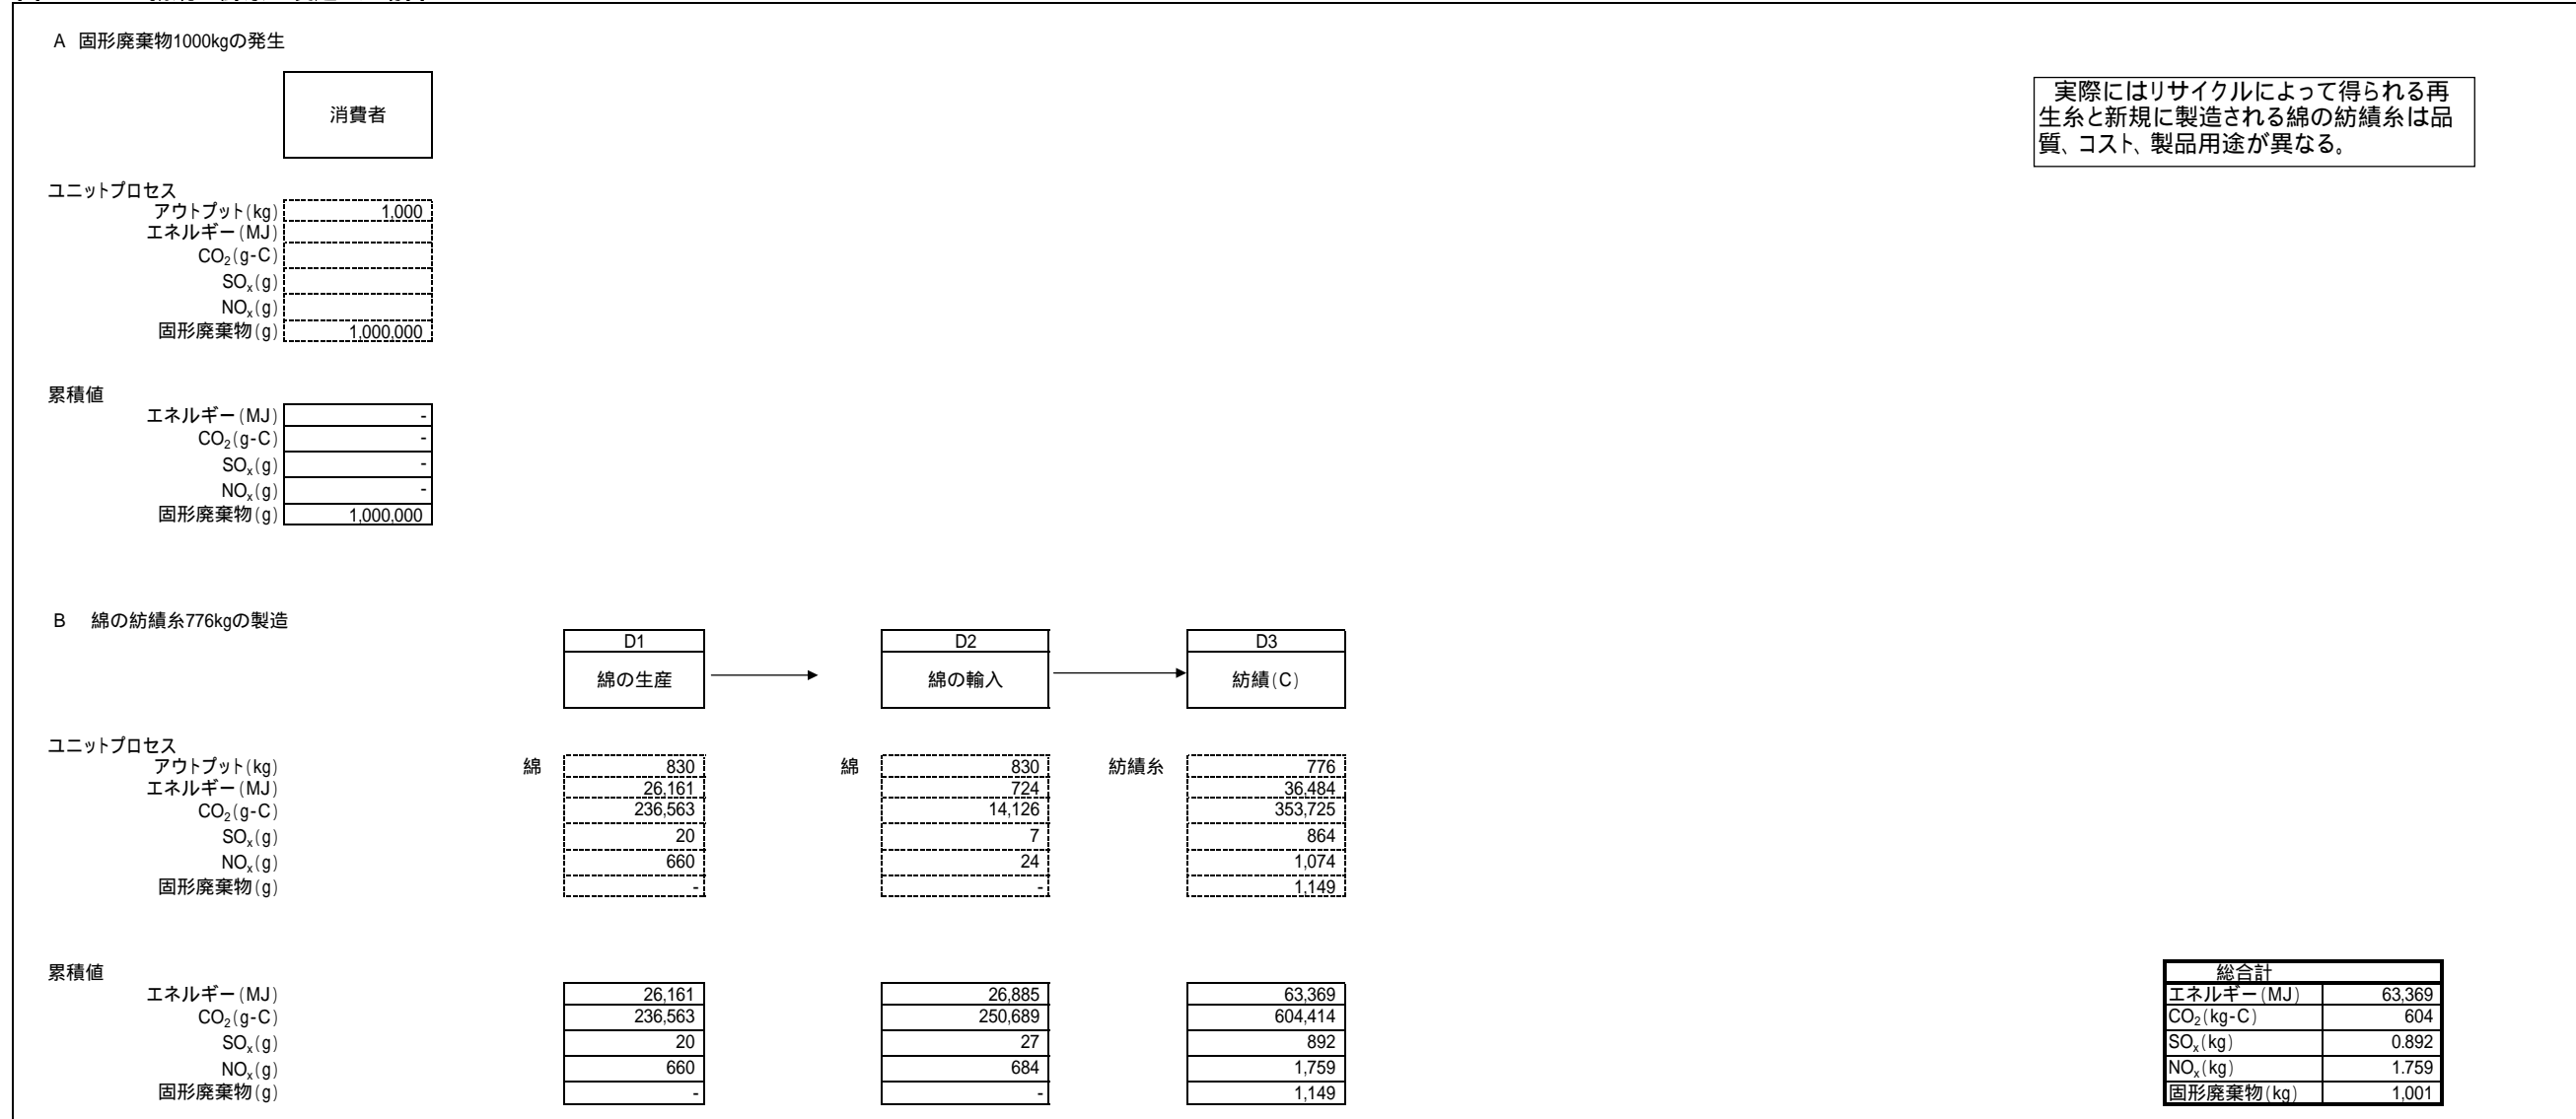 A 固形廃棄物1000kgの発生
消費者
実際にはリサイクルによって得られる再
生糸と新規に製造される綿の紡績糸は品
質、コスト、製品用途が異なる。
ユニットプロセス
アウトプット(kg) 1,000
エネルギー(MJ)
CO₂(g-C)
SOₓ(g)
NOₓ(g)
固形廃棄物(g) 1,000,000
累積値
エネルギー(MJ) -
CO₂(g-C) -
SOₓ(g) -
NOₓ(g) -
固形廃棄物(g) 1,000,000
B 綿の紡績糸776kgの製造
D1 D2 D3
綿の生産 綿の輸入 紡績(C)
ユニットプロセス
アウトプット(kg) 綿 830 綿 830 紡績糸 776
エネルギー(MJ) 26,161 724 36,484
CO₂(g-C) 236,563 14,126 353,725
SOₓ(g) 20 7 864
NOₓ(g) 660 24 1,074
固形廃棄物(g) - - 1,149
累積値
エネルギー(MJ) 26,161 26,885 63,369
CO₂(g-C) 236,563 250,689 604,414
SOₓ(g) 20 27 892
NOₓ(g) 660 684 1,759
固形廃棄物(g) - - 1,149
総合計
エネルギー(MJ) 63,369
CO₂(kg-C) 604
SOₓ(kg) 0.892
NOₓ(kg) 1.759
固形廃棄物(kg) 1,001